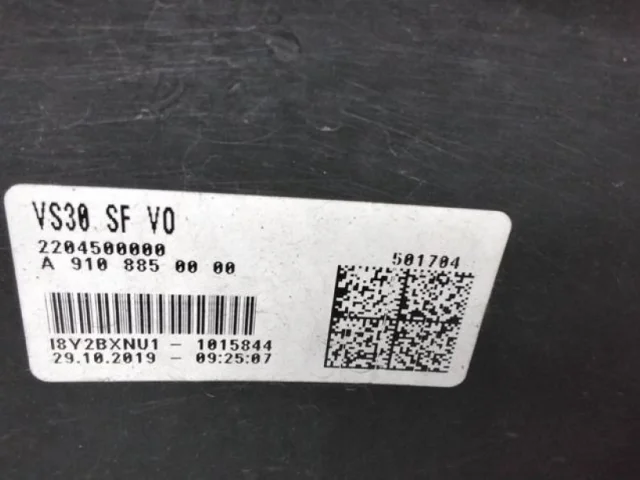 VS30 SF VO
2204500000
A 910 885 00 00
501704
I8Y2BXNU1 - 1015844
29.10.2019 - 09:25:07